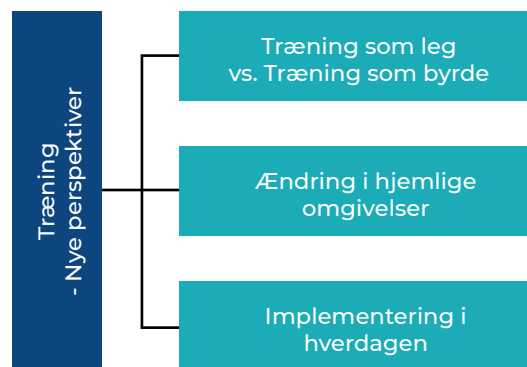 Træning
- Nye perspektiver
Træning som leg
vs. Træning som byrde
Ændring i hjemlige
omgivelser
Implementering i
hverdagen